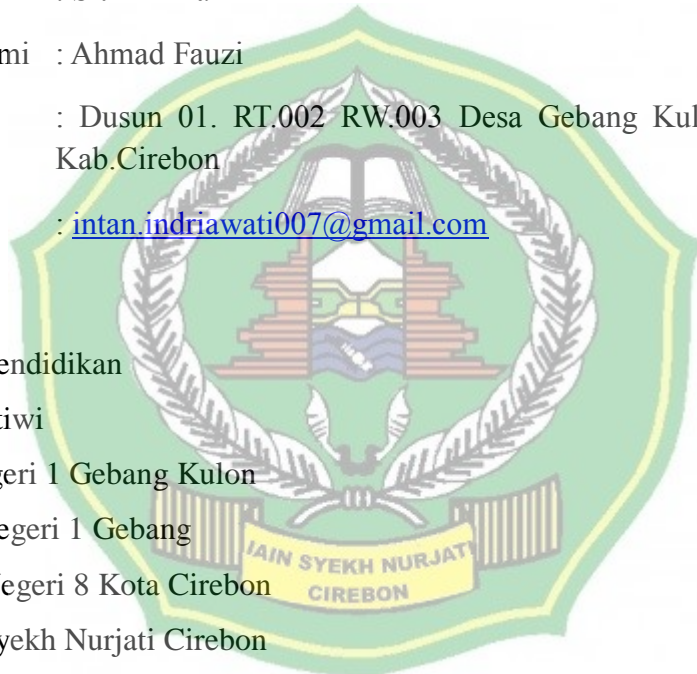 mi : Ahmad Fauzi
: Dusun 01. RT.002 RW.003 Desa Gebang Kul
Kab.Cirebon
: intan.indriawati007@gmail.com
endidikan
tiwi
geri 1 Gebang Kulon
egeri 1 Gebang
egeri 8 Kota Cirebon
yekh Nurjati Cirebon
IAIN SYEKH NURJATI
CIREBON